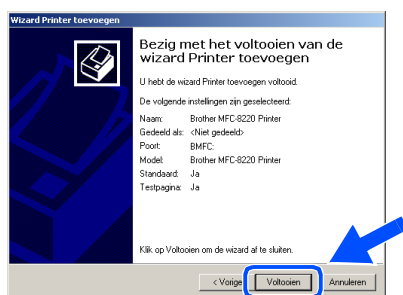 Wizard Printer toevoegen
Bezig met het voltooien van de
wizard Printer toevoegen
U hebt de wizard Printer toevoegen voltooid.
De volgende instellingen zijn geselecteerd:
Naam: Brother MFC-8220 Printer
Gedeeld als: <Niet gedeeld>
Poort: BMFC:
Model: Brother MFC-8220 Printer
Standaard: Ja
Testpagina: Ja
Klik op Voltooien om de wizard af te sluiten.
< Vorige Voltooien Annuleren